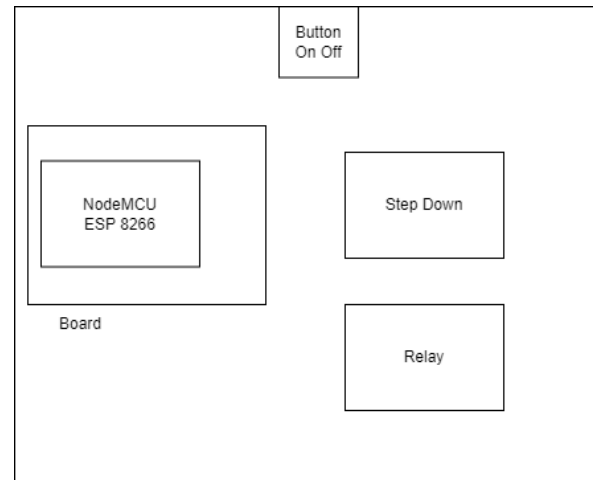 Button
On Off
NodeMCU
ESP 8266
Step Down
Board
Relay